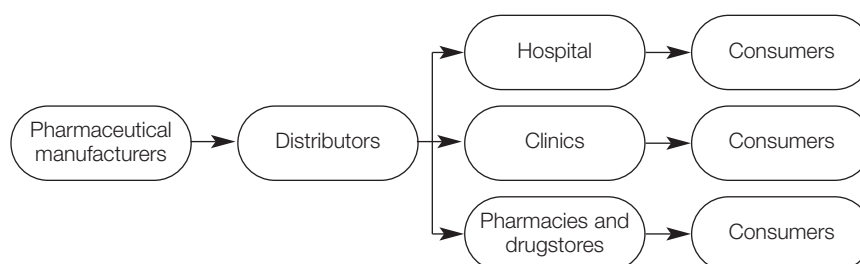 Hospital
Consumers
Pharmaceutical
manufacturers
Distributors
Clinics
Consumers
Pharmacies and
drugstores
Consumers